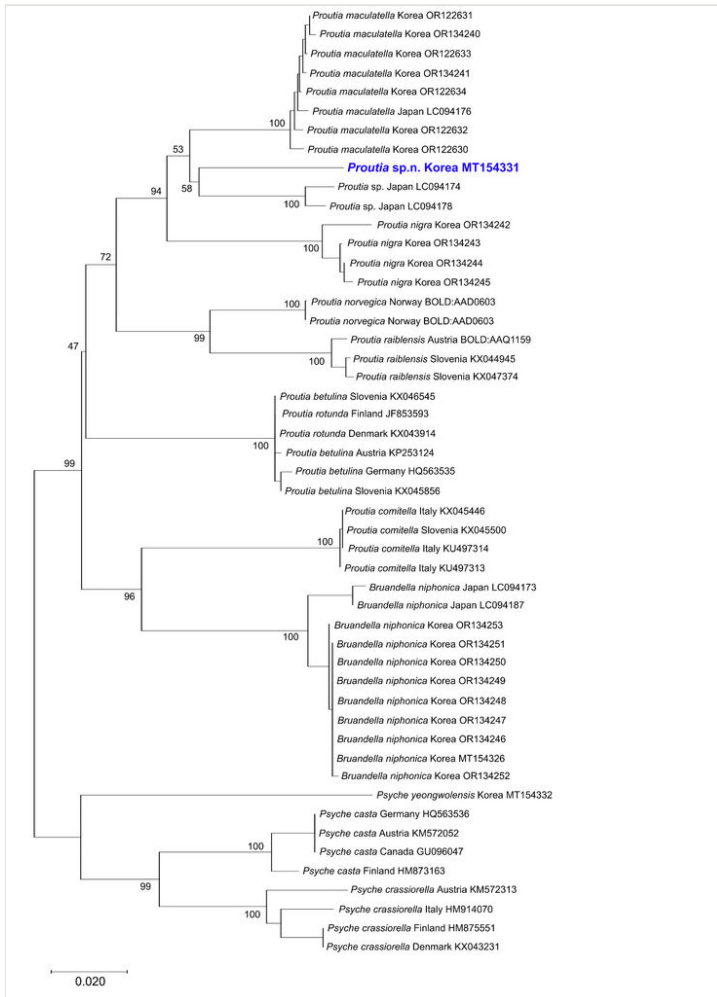 Proutia maculatella Korea OR122631
Proutia maculatella Korea OR134240
Proutia maculatella Korea OR122633
Proutia maculatella Korea OR134241
Proutia maculatella Korea OR122634
Proutia maculatella Japan LC094176
100
Proutia maculatella Korea OR122632
53
Proutia maculatella Korea OR122630
Proutia sp.n. Korea MT154331
94
58
Proutia sp. Japan LC094174
100
Proutia sp. Japan LC094178
Proutia nigra Korea OR134242
100
Proutia nigra Korea OR134243
72
Proutia nigra Korea OR134244
Proutia nigra Korea OR134245
100
Proutia norvegica Norway BOLD:AAD0603
Proutia norvegica Norway BOLD:AAD0603
99
Proutia raiblensis Austria BOLD:AAQ1159
47
100
Proutia raiblensis Slovenia KX044945
Proutia raiblensis Slovenia KX047374
Proutia betulina Slovenia KX046545
Proutia rotunda Finland JF853593
Proutia rotunda Denmark KX043914
100
Proutia betulina Austria KP253124
99
Proutia betulina Germany HQ563535
Proutia betulina Slovenia KX045856
Proutia comitella Italy KX045446
Proutia comitella Slovenia KX045500
100
Proutia comitella Italy KU497314
Proutia comitella Italy KU497313
96
Bruandella niphonica Japan LC094173
Bruandella niphonica Japan LC094187
100
Bruandella niphonica Korea OR134253
Bruandella niphonica Korea OR134251
Bruandella niphonica Korea OR134250
Bruandella niphonica Korea OR134249
Bruandella niphonica Korea OR134248
Bruandella niphonica Korea OR134247
Bruandella niphonica Korea OR134246
Bruandella niphonica Korea MT154326
Bruandella niphonica Korea OR134252
Psyche yeongwolensis Korea MT154332
Psyche casta Germany HQ563536
Psyche casta Austria KM572052
100
Psyche casta Canada GU096047
Psyche casta Finland HM873163
99
Psyche crassiorella Austria KM572313
100
Psyche crassiorella Italy HM914070
Psyche crassiorella Finland HM875551
Psyche crassiorella Denmark KX043231
0.020